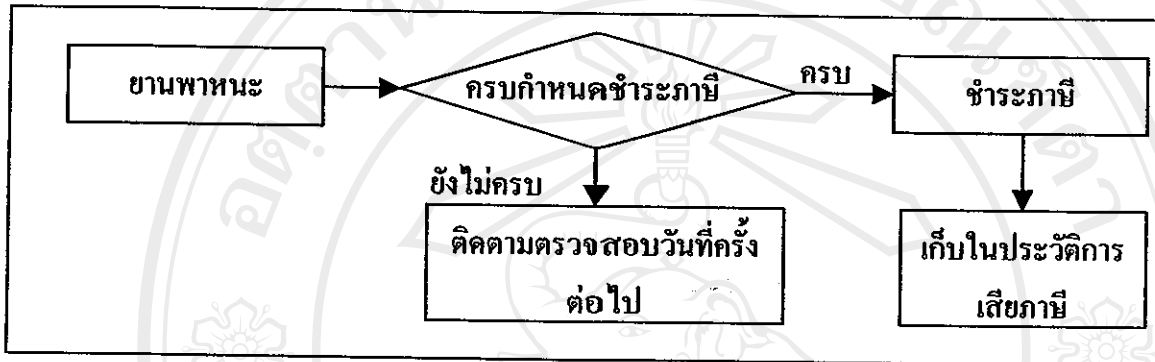 ยานพาหนะ
ครบกำหนดชำระภาษี
ครบ
ชำระภาษี
ยังไม่ครบ
ติดตามตรวจสอบวันที่ครั้ง
ต่อไป
เก็บในประวัติการ
เสียภาษี